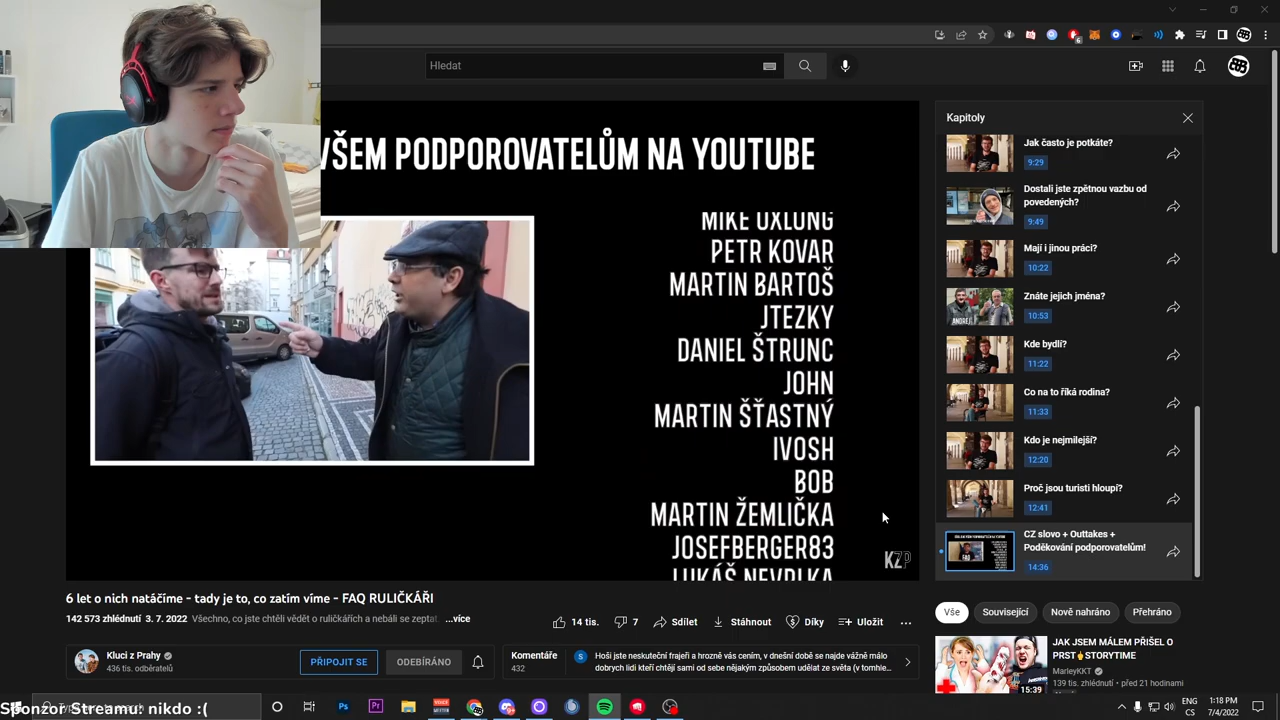 Hledat
VŠEM PODPOROVATELŮM NA YOUTUBE
MIKE OXLONG
PETR KOVAR
MARTIN BARTOŠ
JTEZKY
DANIEL ŠTRUNC
JOHN
MARTIN ŠŤASTNÝ
IVOSH
BOB
MARTIN ŽEMLIČKA
JOSEFBERGER83
KZP
Kapitoly
Jak často je potkáte?
9:29
Dostali jste zpětnou vazbu od
povedených?
9:49
Mají i jinou práci?
10:22
Znáte jejich jména?
10:53
Kde bydlí?
11:22
Co na to říká rodina?
11:33
Kdo je nejmilejší?
12:20
Proč jsou turisti hloupí?
12:41
CZ slovo + Outtakes +
Poděkování podporovatelům!
14:36
6 let o nich natáčíme - tady je to, co zatím víme - FAQ RULIČKÁŘI
142 573 zhlédnutí 3. 7. 2022 Všechno, co jste chtěli vědět o ruličkářích a nebáli se zeptat. ...více
14 tis. 7 Sdílet Stáhnout Díky Uložit
Kluci z Prahy
436 tis. odběratelů
PŘIPOJIT SE
ODEBÍRÁNO
Komentáře
432
S
Hoši jste neskuteční frajeři a hrozně vás cením, v dnešní době se najde vážně málo
dobrých lidi kteří chtějí sami od sebe nějakým způsobem udělat ze světa (v tomhle...
Vše Související Nově nahráno Přehráno
JAK JSEM MÁLEM PŘIŠEL O
PRST STORYTIME
MarleyKKT
139 tis. zhlédnutí • před 21 hodinami
15:39
Sponzor Streamu: nikdo :(
ENG
CS
1:18 PM
7/4/2022